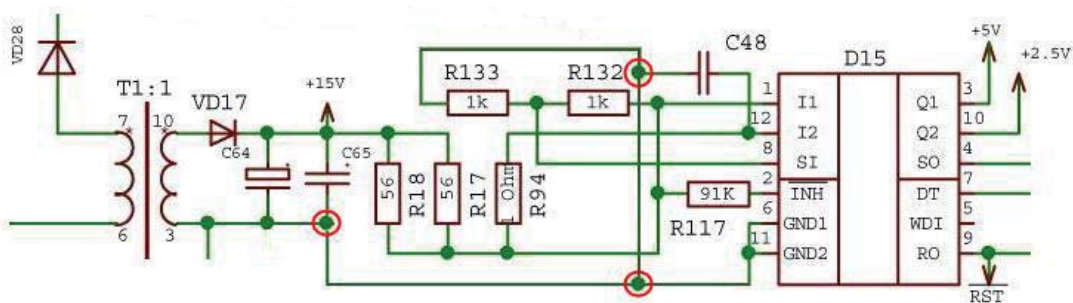 VD28
T1:1
7*
10*
6
3
VD17
+15V
C64
C65
56
R18
56
R17
1 Ohm
R94
R133
1k
R132
1k
C48
91K
R117
D15
1
I1
12
I2
8
SI
2
INH
6
GND1
11
GND2
Q1
3
Q2
10
SO
4
DT
7
WDI
5
RO
9
+5V
+2.5V
RST